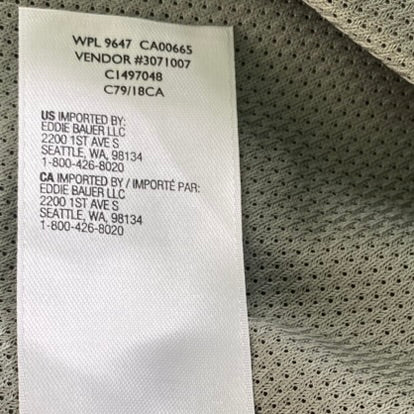 WPL 9647 CA00665
VENDOR #3071007
C1497048
C79/18CA
US IMPORTED BY:
EDDIE BAUER LLC
2200 1ST AVE S
SEATTLE, WA, 98134
1-800-426-8020
CA IMPORTED BY / IMPORTÉ PAR:
EDDIE BAUER LLC
2200 1ST AVE S
SEATTLE, WA, 98134
1-800-426-8020